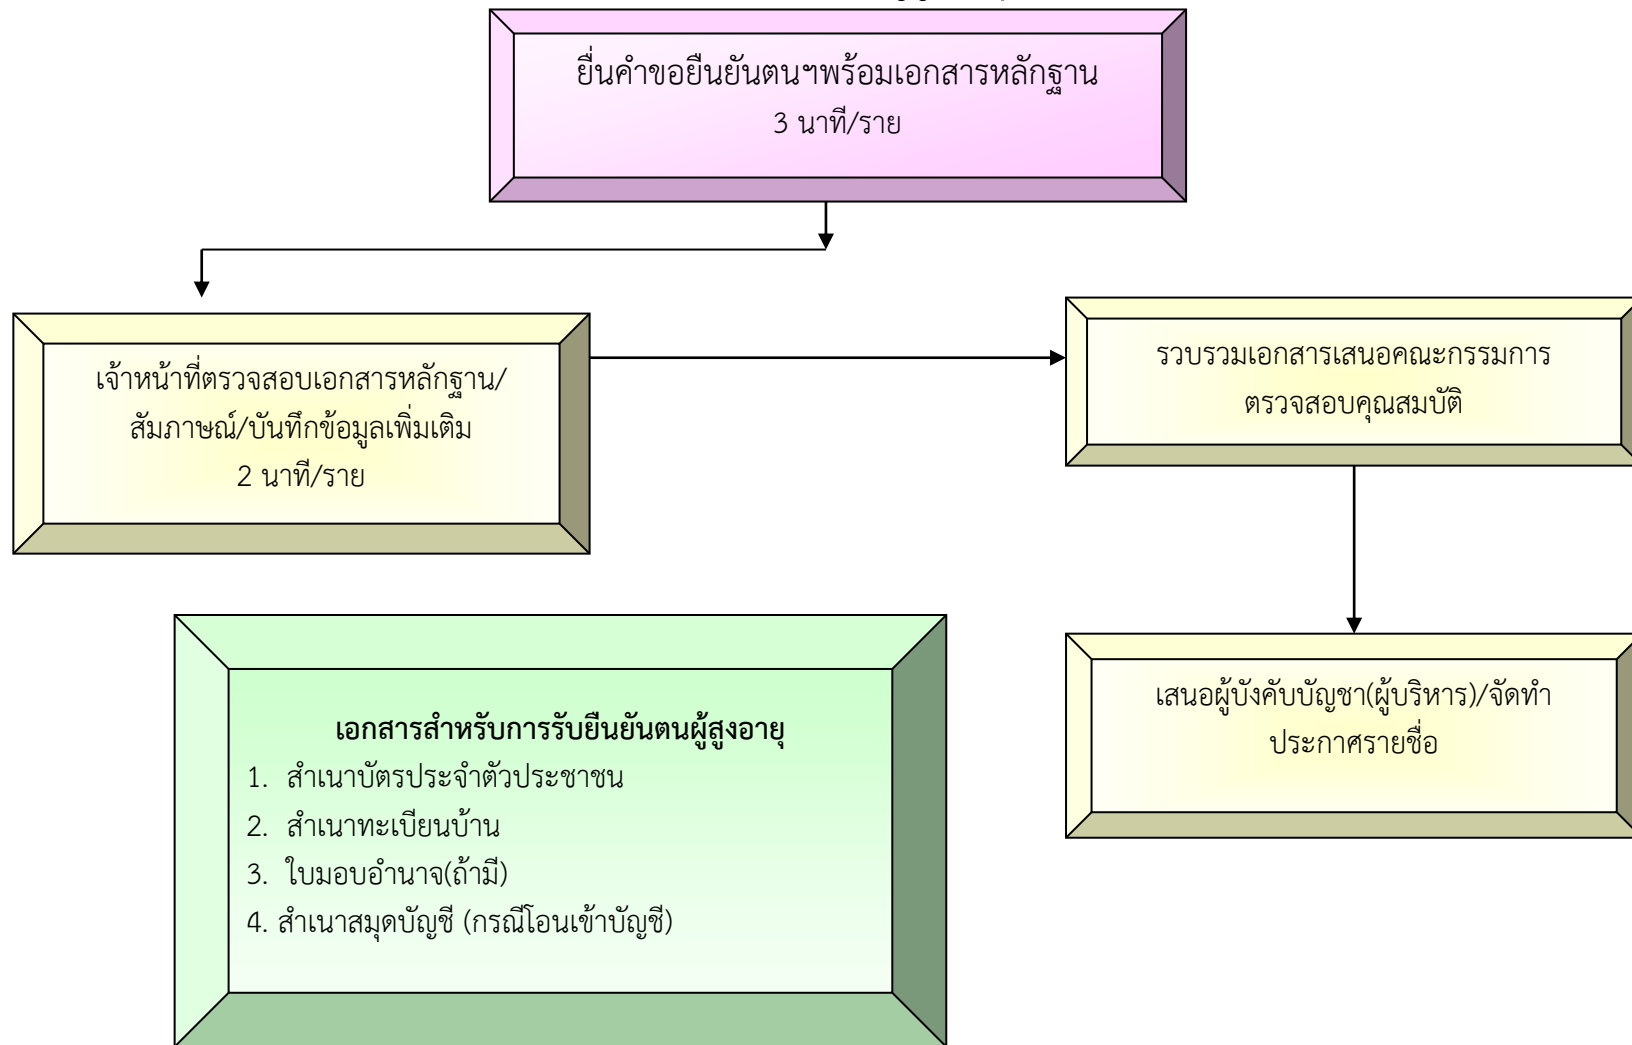 ยื่นคำขอยืนยันตนฯพร้อมเอกสารหลักฐาน
3 นาที/ราย
เจ้าหน้าที่ตรวจสอบเอกสารหลักฐาน/
สัมภาษณ์/บันทึกข้อมูลเพิ่มเติม
2 นาที/ราย
รวบรวมเอกสารเสนอคณะกรรมการ
ตรวจสอบคุณสมบัติ
เสนอผู้บังคับบัญชา(ผู้บริหาร)/จัดทำ
ประกาศรายชื่อ
เอกสารสำหรับการรับยืนยันตนผู้สูงอายุ
1. สำเนาบัตรประจำตัวประชาชน
2. สำเนาทะเบียนบ้าน
3. ใบมอบอำนาจ(ถ้ามี)
4. สำเนาสมุดบัญชี (กรณีโอนเข้าบัญชี)